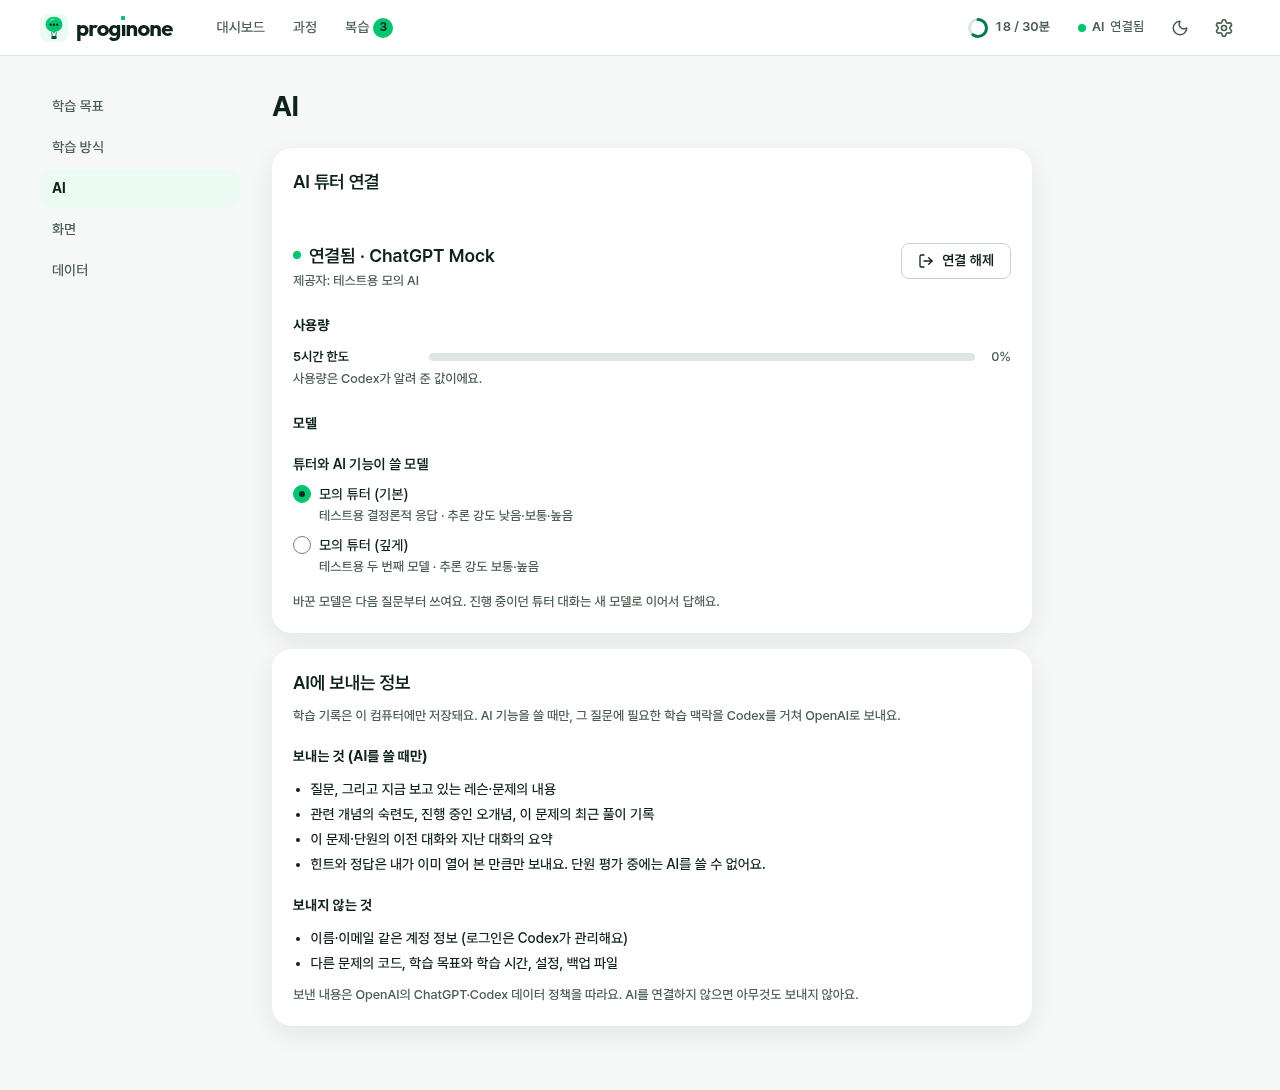 proginone
대시보드
과정
복습 3
18 / 30분
AI 연결됨
학습 목표
학습 방식
AI
화면
데이터
AI
AI 튜터 연결
연결됨 · ChatGPT Mock
제공자: 테스트용 모의 AI
연결 해제
사용량
5시간 한도
0%
사용량은 Codex가 알려 준 값이에요.
모델
튜터와 AI 기능이 쓸 모델
모의 튜터 (기본)
테스트용 결정론적 응답 · 추론 강도 낮음·보통·높음
모의 튜터 (깊게)
테스트용 두 번째 모델 · 추론 강도 보통·높음
바꾼 모델은 다음 질문부터 쓰여요. 진행 중이던 튜터 대화는 새 모델로 이어서 답해요.
AI에 보내는 정보
학습 기록은 이 컴퓨터에만 저장돼요. AI 기능을 쓸 때만, 그 질문에 필요한 학습 맥락을 Codex를 거쳐 OpenAI로 보내요.
보내는 것 (AI를 쓸 때만)
• 질문, 그리고 지금 보고 있는 레슨·문제의 내용
• 관련 개념의 숙련도, 진행 중인 오개념, 이 문제의 최근 풀이 기록
• 이 문제·단원의 이전 대화와 지난 대화의 요약
• 힌트와 정답은 내가 이미 열어 본 만큼만 보내요. 단원 평가 중에는 AI를 쓸 수 없어요.
보내지 않는 것
• 이름·이메일 같은 계정 정보 (로그인은 Codex가 관리해요)
• 다른 문제의 코드, 학습 목표와 학습 시간, 설정, 백업 파일
보낸 내용은 OpenAI의 ChatGPT·Codex 데이터 정책을 따라요. AI를 연결하지 않으면 아무것도 보내지 않아요.